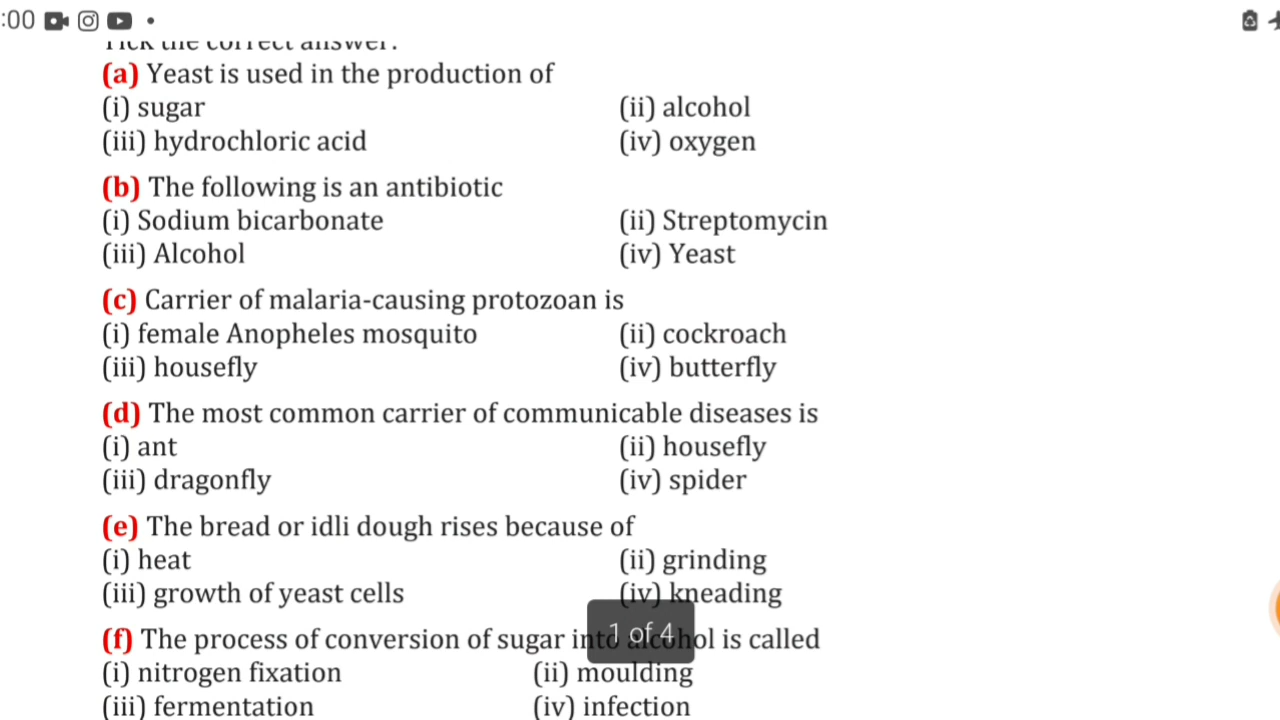 :00
Tick the correct answer.
(a) Yeast is used in the production of
(i) sugar (ii) alcohol
(iii) hydrochloric acid (iv) oxygen
(b) The following is an antibiotic
(i) Sodium bicarbonate (ii) Streptomycin
(iii) Alcohol (iv) Yeast
(c) Carrier of malaria-causing protozoan is
(i) female Anopheles mosquito (ii) cockroach
(iii) housefly (iv) butterfly
(d) The most common carrier of communicable diseases is
(i) ant (ii) housefly
(iii) dragonfly (iv) spider
(e) The bread or idli dough rises because of
(i) heat (ii) grinding
(iii) growth of yeast cells (iv) kneading
(f) The process of conversion of sugar into alcohol is called
1 of 4
(i) nitrogen fixation (ii) moulding
(iii) fermentation (iv) infection